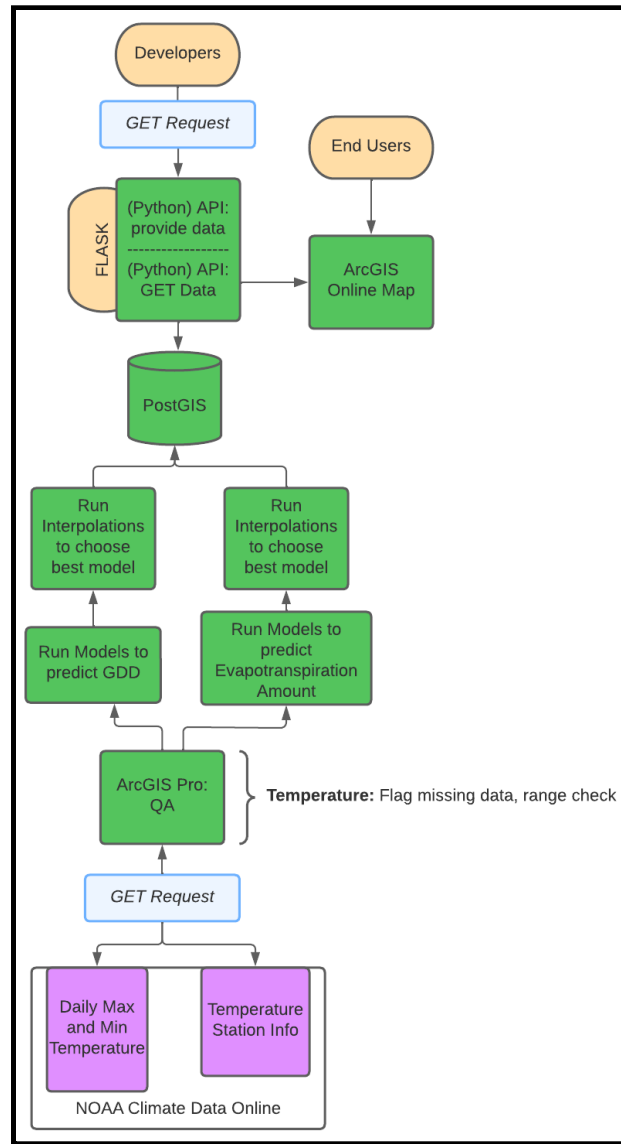 Developers
GET Request
End Users
FLASK
(Python) API:
provide data
------------------
(Python) API:
GET Data
ArcGIS
Online Map
PostGIS
Run
Interpolations
to choose
best model
Run
Interpolations
to choose
best model
Run Models to
predict GDD
Run Models to
predict
Evapotranspiration
Amount
ArcGIS Pro:
QA
Temperature: Flag missing data, range check
GET Request
Daily Max
and Min
Temperature
Temperature
Station Info
NOAA Climate Data Online